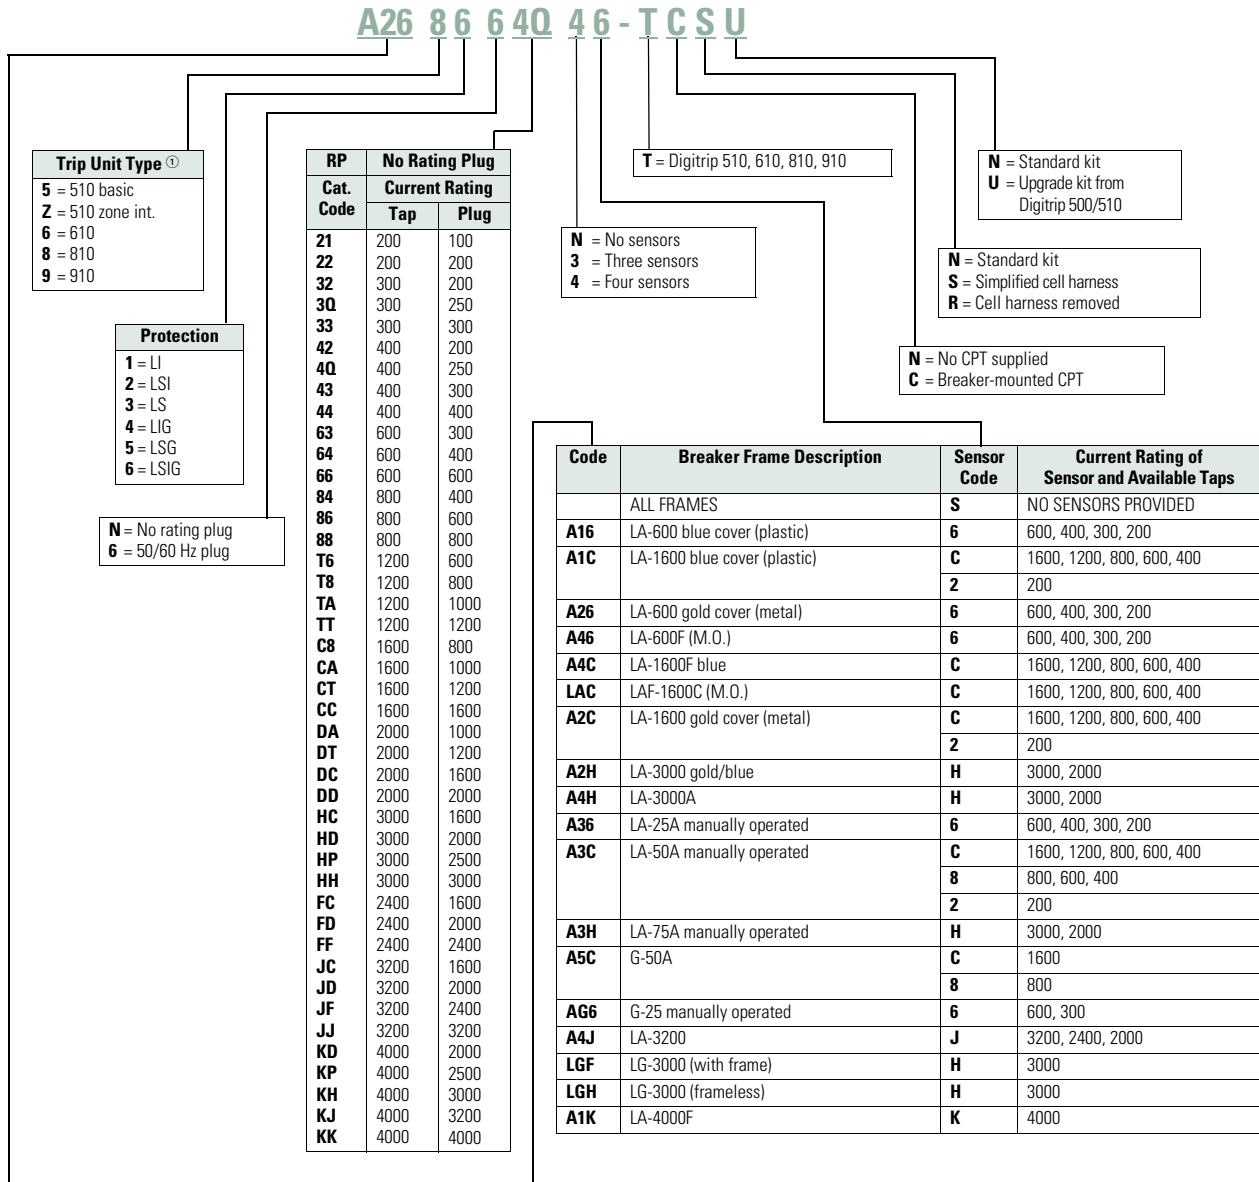 A26 8 6 6 4Q 4 6 - T C S U
Trip Unit Type ①
5 = 510 basic
Z = 510 zone int.
6 = 610
8 = 810
9 = 910
Protection
1 = LI
2 = LSI
3 = LS
4 = LIG
5 = LSG
6 = LSIG
N = No rating plug
6 = 50/60 Hz plug
RP No Rating Plug
Cat. Code Current Rating
Tap Plug
21 200 100
22 200 200
32 300 200
3Q 300 250
33 300 300
42 400 200
4Q 400 250
43 400 300
44 400 400
63 600 300
64 600 400
66 600 600
84 800 400
86 800 600
88 800 800
T6 1200 600
T8 1200 800
TA 1200 1000
TT 1200 1200
C8 1600 800
CA 1600 1000
CT 1600 1200
CC 1600 1600
DA 2000 1000
DT 2000 1200
DC 2000 1600
DD 2000 2000
HC 3000 1600
HD 3000 2000
HP 3000 2500
HH 3000 3000
FC 2400 1600
FD 2400 2000
FF 2400 2400
JC 3200 1600
JD 3200 2000
JF 3200 2400
JJ 3200 3200
KD 4000 2000
KP 4000 2500
KH 4000 3000
KJ 4000 3200
KK 4000 4000
T = Digitrip 510, 610, 810, 910
N = No sensors
3 = Three sensors
4 = Four sensors
N = Standard kit
U = Upgrade kit from
Digitrip 500/510
N = Standard kit
S = Simplified cell harness
R = Cell harness removed
N = No CPT supplied
C = Breaker-mounted CPT
Code Breaker Frame Description Sensor Code Current Rating of Sensor and Available Taps
ALL FRAMES S NO SENSORS PROVIDED
A16 LA-600 blue cover (plastic) 6 600, 400, 300, 200
A1C LA-1600 blue cover (plastic) C 1600, 1200, 800, 600, 400
2 200
A26 LA-600 gold cover (metal) 6 600, 400, 300, 200
A46 LA-600F (M.O.) 6 600, 400, 300, 200
A4C LA-1600F blue C 1600, 1200, 800, 600, 400
LAC LAF-1600C (M.O.) C 1600, 1200, 800, 600, 400
A2C LA-1600 gold cover (metal) C 1600, 1200, 800, 600, 400
2 200
A2H LA-3000 gold/blue H 3000, 2000
A4H LA-3000A H 3000, 2000
A36 LA-25A manually operated 6 600, 400, 300, 200
A3C LA-50A manually operated C 1600, 1200, 800, 600, 400
8 800, 600, 400
2 200
A3H LA-75A manually operated H 3000, 2000
A5C G-50A C 1600
8 800
AG6 G-25 manually operated 6 600, 300
A4J LA-3200 J 3200, 2400, 2000
LGF LG-3000 (with frame) H 3000
LGH LG-3000 (frameless) H 3000
A1K LA-4000F K 4000